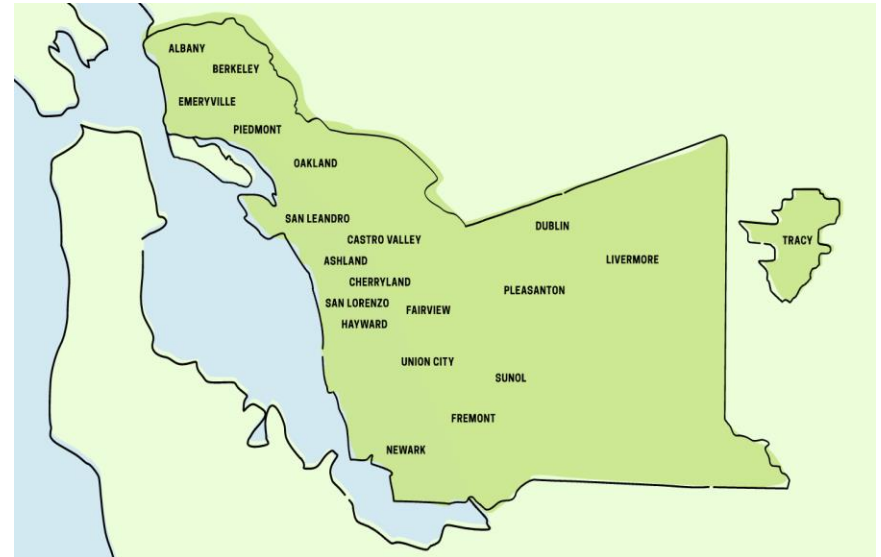 ALBANY
BERKELEY
EMERYVILLE
PIEDMONT
OAKLAND
SAN LEANDRO
DUBLIN
CASTRO VALLEY
TRACY
ASHLAND
LIVERMORE
CHERRYLAND
PLEASANTON
SAN LORENZO
FAIRVIEW
HAYWARD
UNION CITY
SUNOL
FREMONT
NEWARK